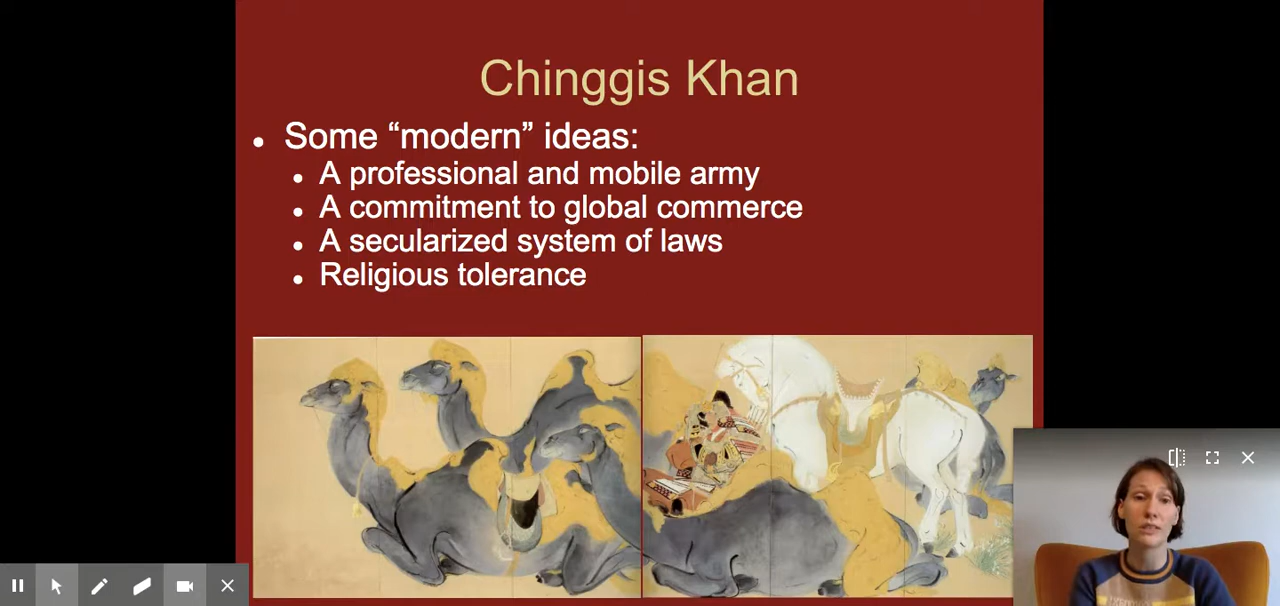 Chinggis Khan
• Some “modern” ideas:
• A professional and mobile army
• A commitment to global commerce
• A secularized system of laws
• Religious tolerance